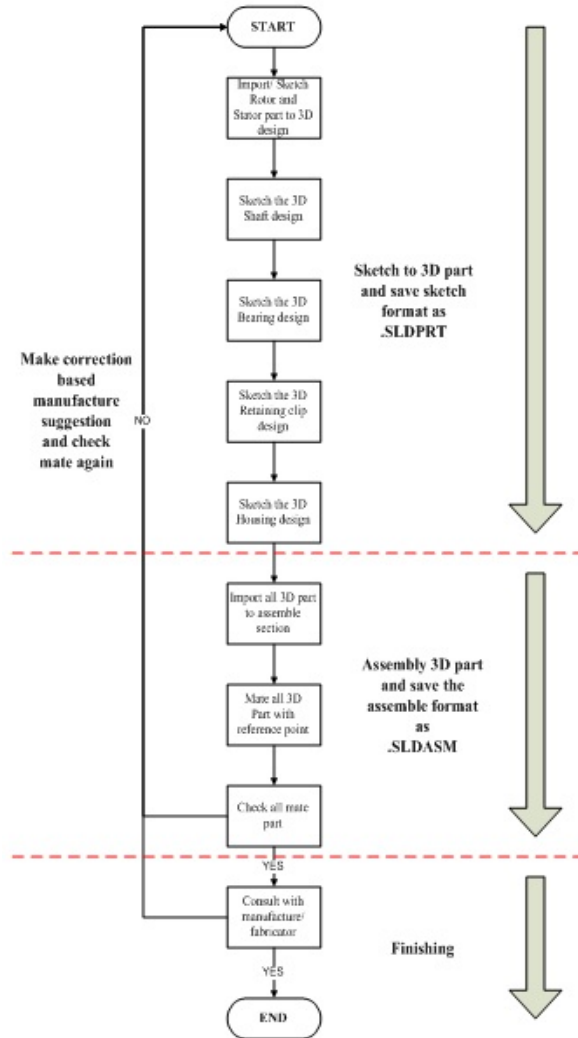 START
Import/ Sketch
Rotor and
Stator part to 3D
design
Sketch the 3D
Shaft design
Sketch the 3D
Bearing design
Sketch to 3D part
and save sketch
format as
.SLDPRT
Make correction
based
manufacture
suggestion
and check
mate again
NO
Sketch the 3D
Retaining clip
design
Sketch the 3D
Housing design
Import all 3D part
to assemble
section
Mate all 3D
Part with
reference point
Assembly 3D part
and save the
assemble format
as
.SLDASM
Check all mate
part
YES
Consult with
manufacture/
fabricator
Finishing
YES
END